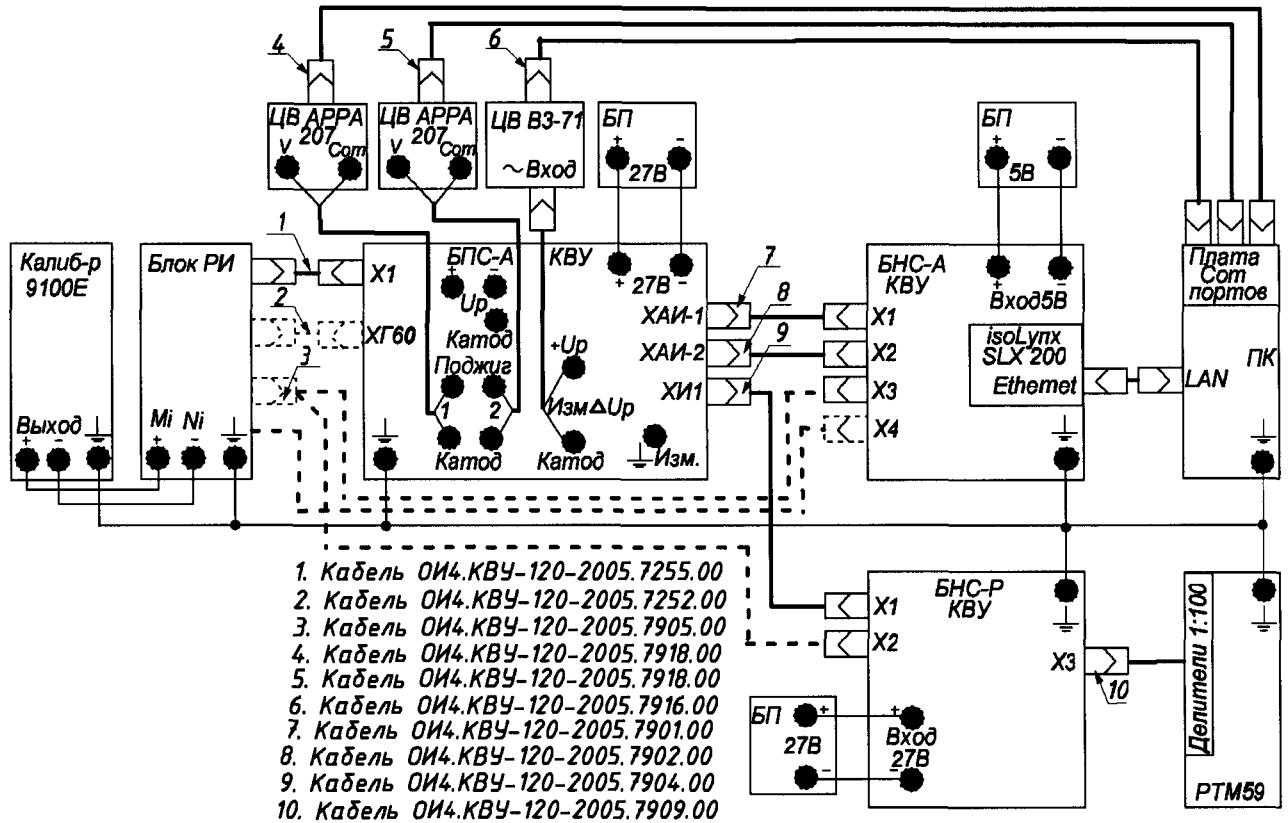 4
5
6
ЦВ APPA
207
V
Com
ЦВ APPA
207
V
Com
ЦВ В3-71
~Вход
БП
+
-
27В
БП
+
-
5В
Калиб-р
9100Е
Выход
+
-
Блок РИ
Mi
Ni
+
-
1
2
3
X1
ХГ60
БПС-А
+
-
Up
Катод
Поджиг
1
2
Катод
КВУ
+ 27В -
+Up
Изм ΔUp
Катод
Изм.
ХАИ-1
ХАИ-2
ХИ1
7
8
9
БНС-А
КВУ
+
-
Вход5В
isoLynx
SLX 200
Ethernet
X1
X2
X3
X4
Плата
Com
портов
LAN
ПК
1. Кабель ОИ4.КВУ-120-2005.7255.00
2. Кабель ОИ4.КВУ-120-2005.7252.00
3. Кабель ОИ4.КВУ-120-2005.7905.00
4. Кабель ОИ4.КВУ-120-2005.7918.00
5. Кабель ОИ4.КВУ-120-2005.7918.00
6. Кабель ОИ4.КВУ-120-2005.7916.00
7. Кабель ОИ4.КВУ-120-2005.7901.00
8. Кабель ОИ4.КВУ-120-2005.7902.00
9. Кабель ОИ4.КВУ-120-2005.7904.00
10. Кабель ОИ4.КВУ-120-2005.7909.00
БНС-Р
КВУ
X1
X2
X3
10
+
Вход
27В
-
БП
+
27В
-
Делители 1:100
РТМ59